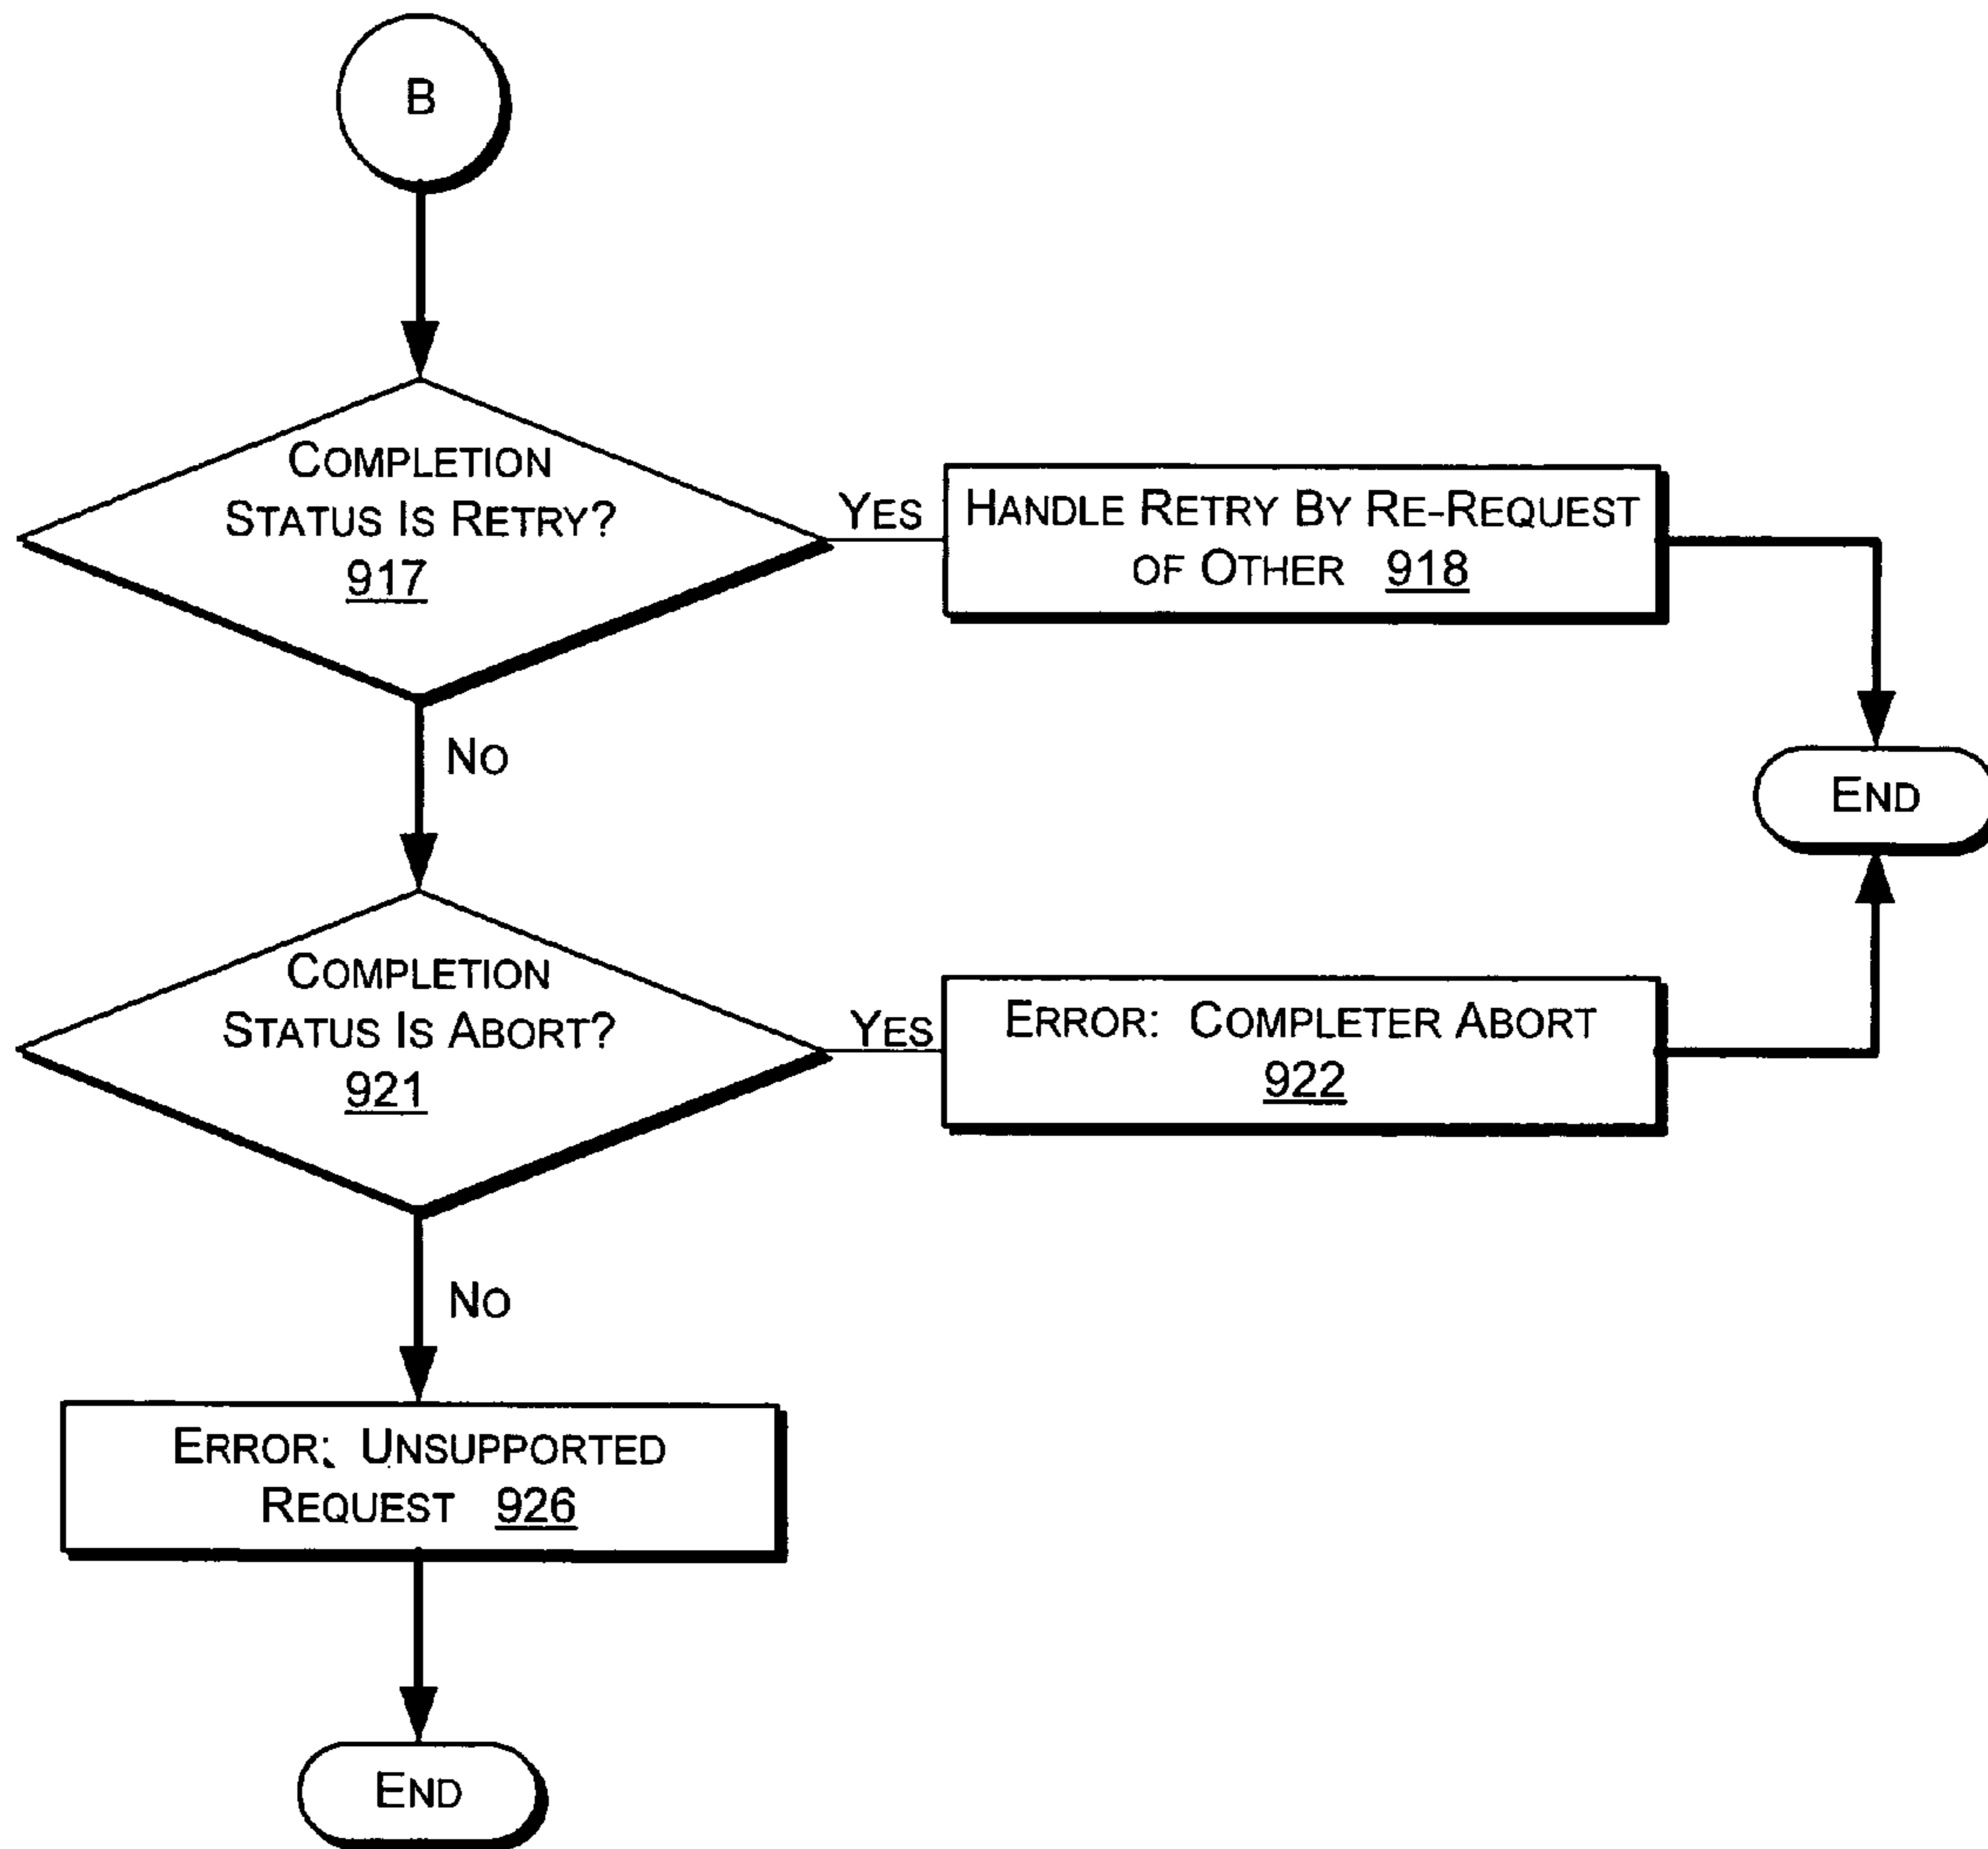 B
COMPLETION
STATUS IS RETRY?
917
YES
HANDLE RETRY BY RE-REQUEST
OF OTHER 918
NO
END
COMPLETION
STATUS IS ABORT?
921
YES
ERROR: COMPLETER ABORT
922
NO
ERROR: UNSUPPORTED
REQUEST 926
END